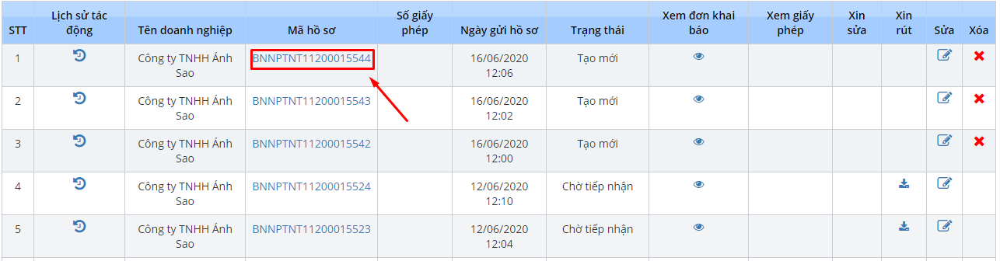 STT
Lịch sử tác
động
Tên doanh nghiệp
Mã hồ sơ
Số giấy
phép
Ngày gửi hồ sơ
Trạng thái
Xem đơn khai
báo
Xem giấy
phép
Xin
sửa
Xin
rút
Sửa
Xóa
1
Công ty TNHH Ánh
Sao
BNNPTNT11200015544
16/06/2020
12:06
Tạo mới
2
Công ty TNHH Ánh
Sao
BNNPTNT11200015543
16/06/2020
12:02
Tạo mới
3
Công ty TNHH Ánh
Sao
BNNPTNT11200015542
16/06/2020
12:00
Tạo mới
4
Công ty TNHH Ánh
Sao
BNNPTNT11200015524
12/06/2020
12:10
Chờ tiếp nhận
5
Công ty TNHH Ánh
Sao
BNNPTNT11200015523
12/06/2020
12:04
Chờ tiếp nhận